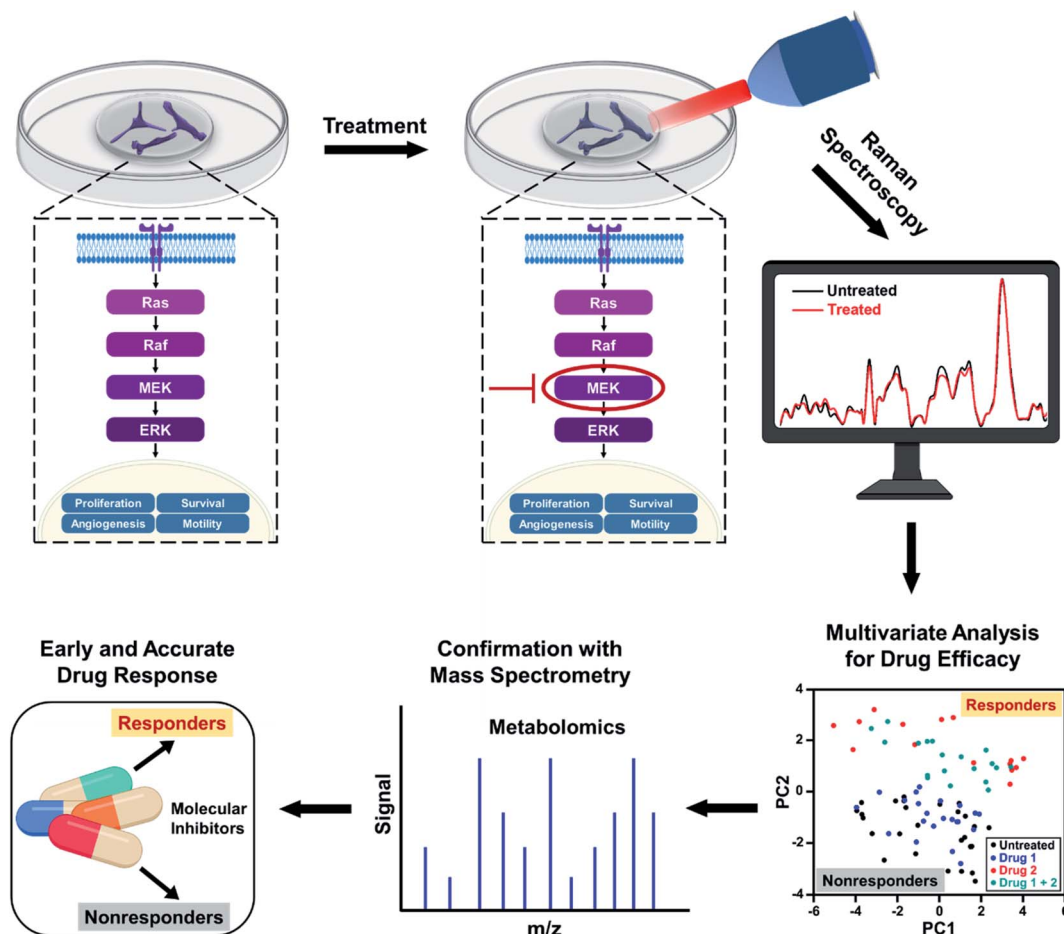 Treatment
Raman
Spectroscopy
Ras
Raf
MEK
ERK
Proliferation
Survival
Angiogenesis
Motility
Ras
Raf
MEK
ERK
Proliferation
Survival
Angiogenesis
Motility
Untreated
Treated
Multivariate Analysis
for Drug Efficacy
4
2
0
-2
-4
PC2
Responders
Nonresponders
Untreated
Drug 1
Drug 2
Drug 1 + 2
-6
-4
-2
0
2
4
6
PC1
Confirmation with
Mass Spectrometry
Metabolomics
Signal
m/z
Early and Accurate
Drug Response
Responders
Molecular
Inhibitors
Nonresponders